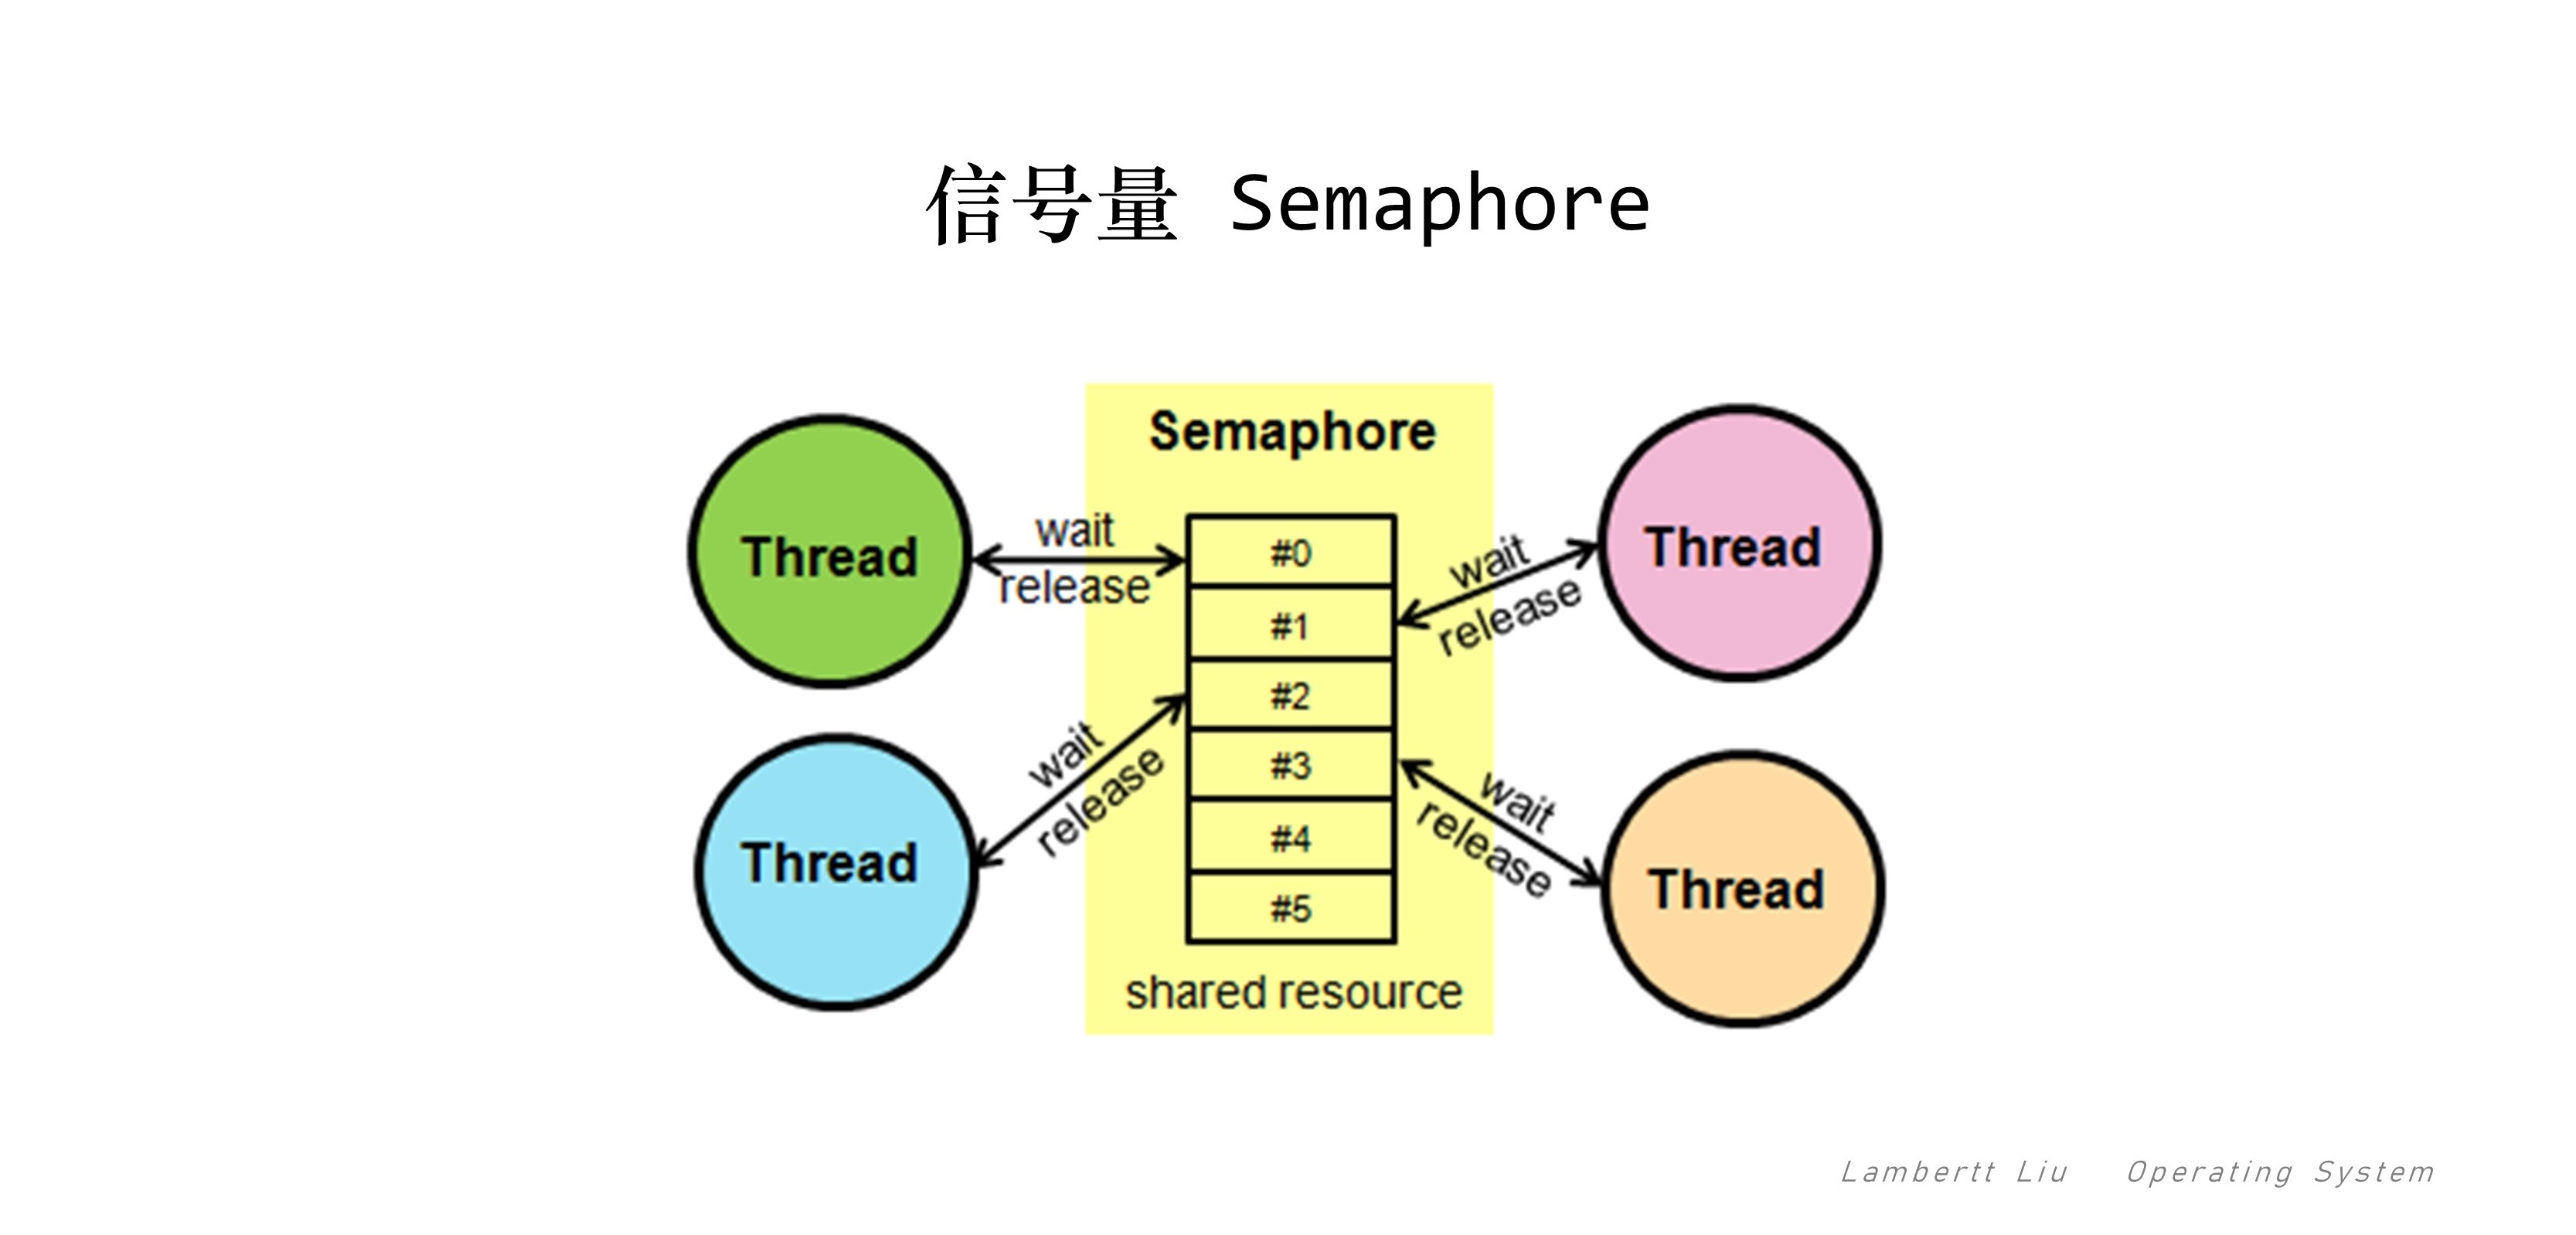 信号量 Semaphore
Semaphore
Thread
wait
release
#0
#1
#2
#3
#4
#5
wait
release
Thread
Thread
wait
release
wait
release
Thread
shared resource
Lambertt Liu Operating System